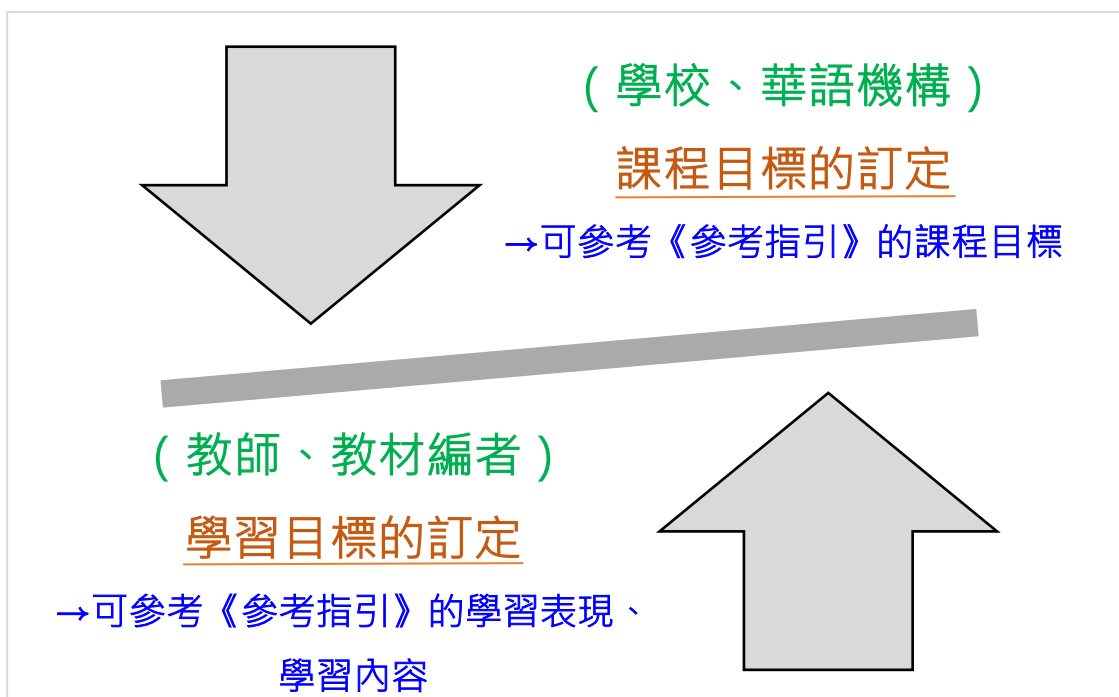 （學校、華語機構）
課程目標的訂定
→可參考《參考指引》的課程目標
（教師、教材編者）
學習目標的訂定
→可參考《參考指引》的學習表現、
學習內容